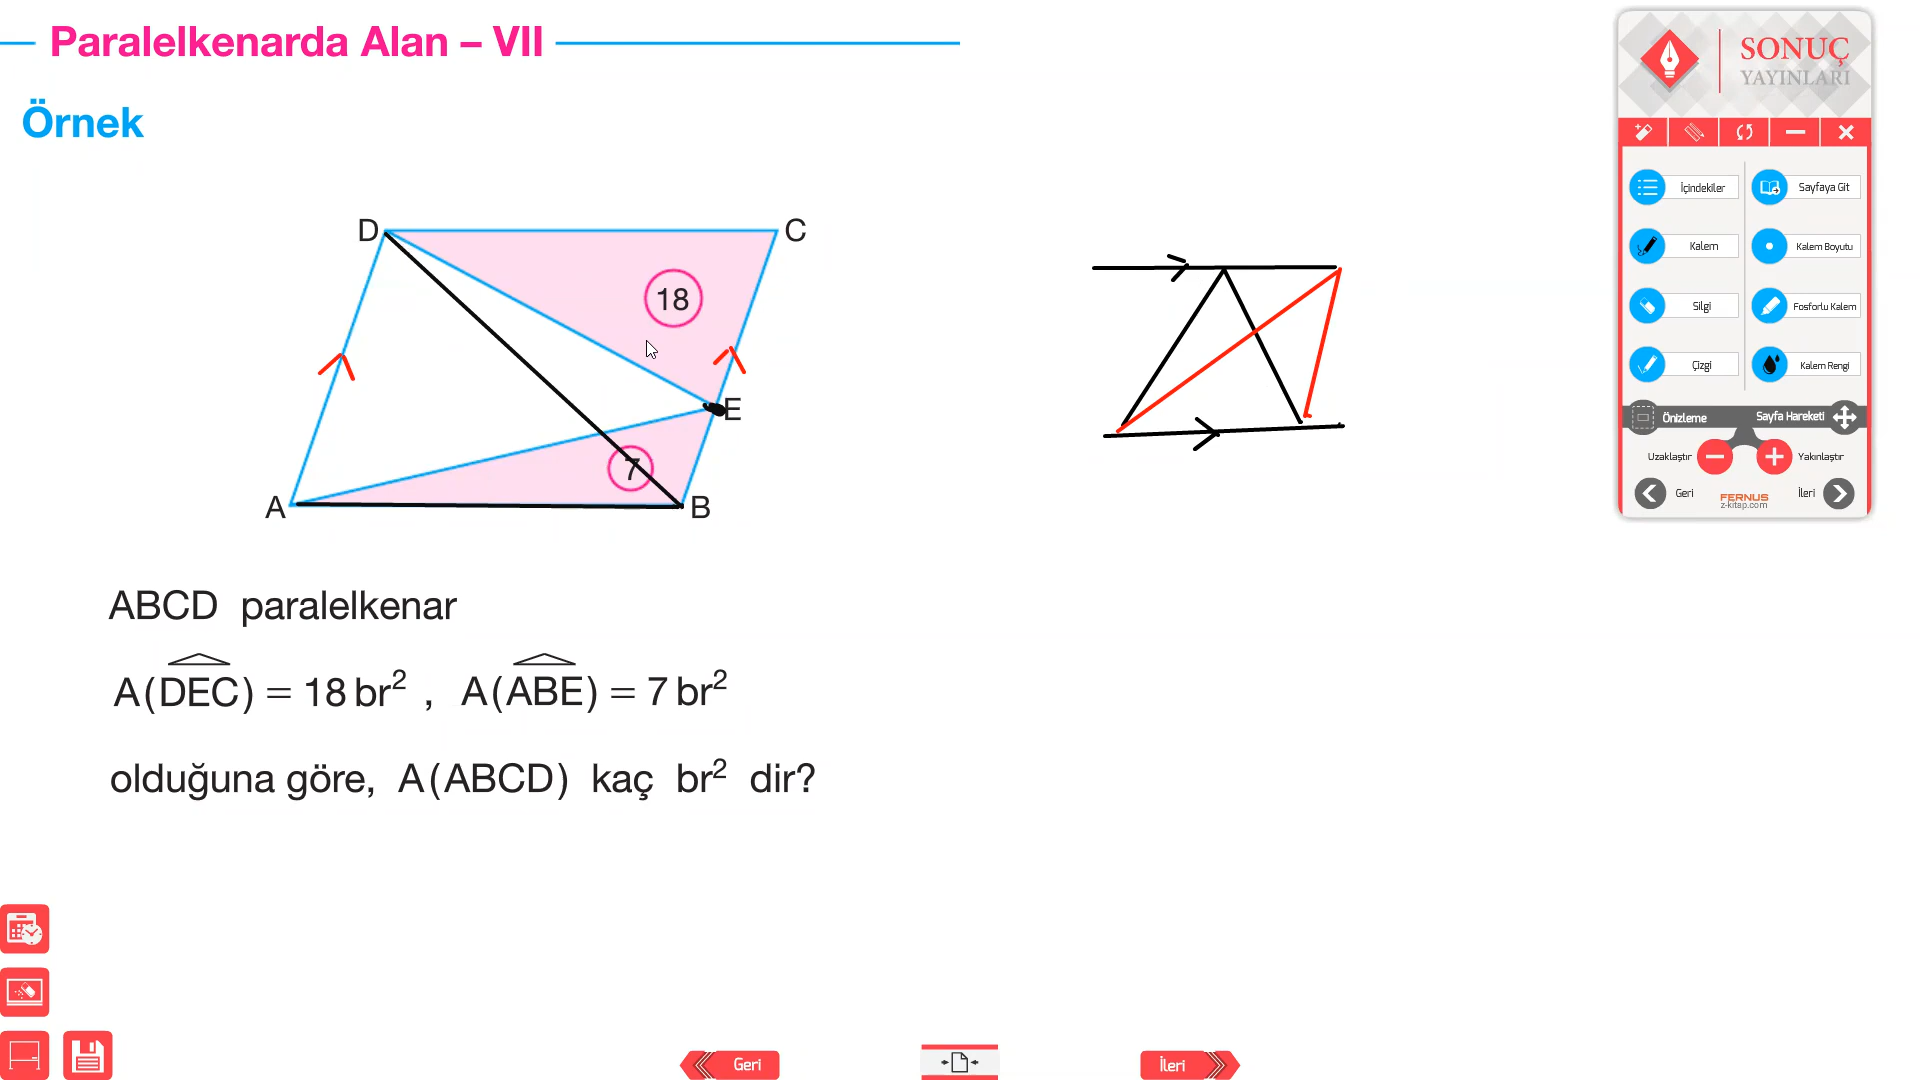 Paralelkenarda Alan – VII
Örnek
D
C
18
E
7
A
B
ABCD paralelkenar
A(DEC) = 18 br² , A(ABE) = 7 br²
olduğuna göre, A(ABCD) kaç br² dir?
SONUÇ
YAYINLARI
İçindekiler
Sayfaya Git
Kalem
Kalem Boyutu
Silgi
Fosforlu Kalem
Çizgi
Kalem Rengi
Önizleme
Sayfa Hareketi
Uzaklaştır
Yakınlaştır
Geri
FERNUS
z-kitap.com
İleri
Geri
İleri